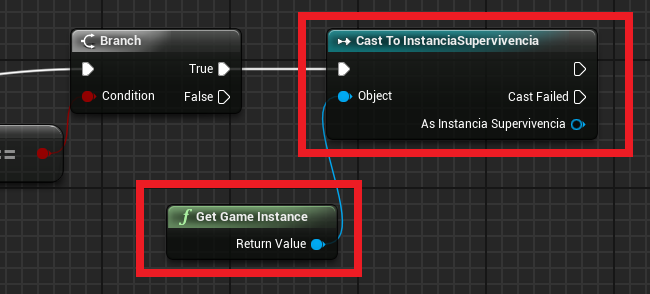 Branch
True
Condition
False
==
Cast To InstanciaSupervivencia
Object
Cast Failed
As Instancia Supervivencia
f Get Game Instance
Return Value